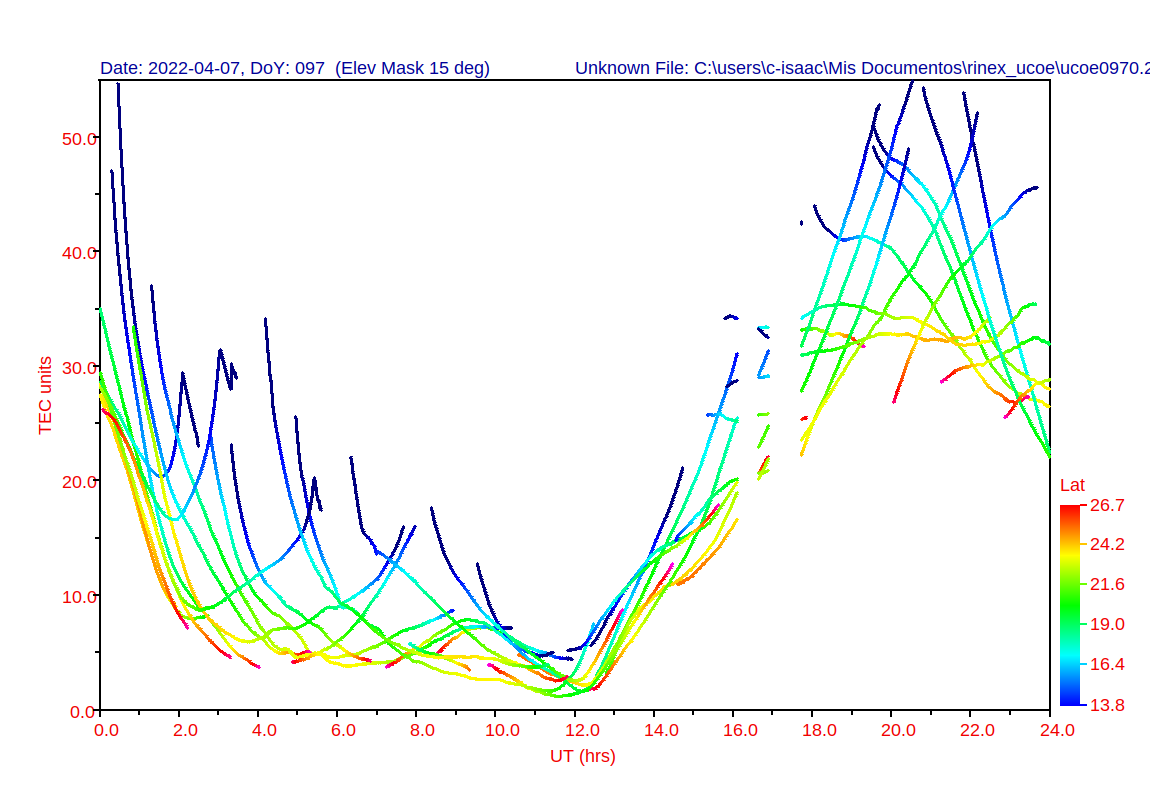 Date: 2022-04-07, DoY: 097  (Elev Mask 15 deg)
Unknown File: C:\users\c-isaac\Mis Documentos\rinex_ucoe\ucoe0970.2
TEC units
50.0
40.0
30.0
20.0
10.0
0.0
0.0 2.0 4.0 6.0 8.0 10.0 12.0 14.0 16.0 18.0 20.0 22.0 24.0
UT (hrs)
Lat
26.7
24.2
21.6
19.0
16.4
13.8